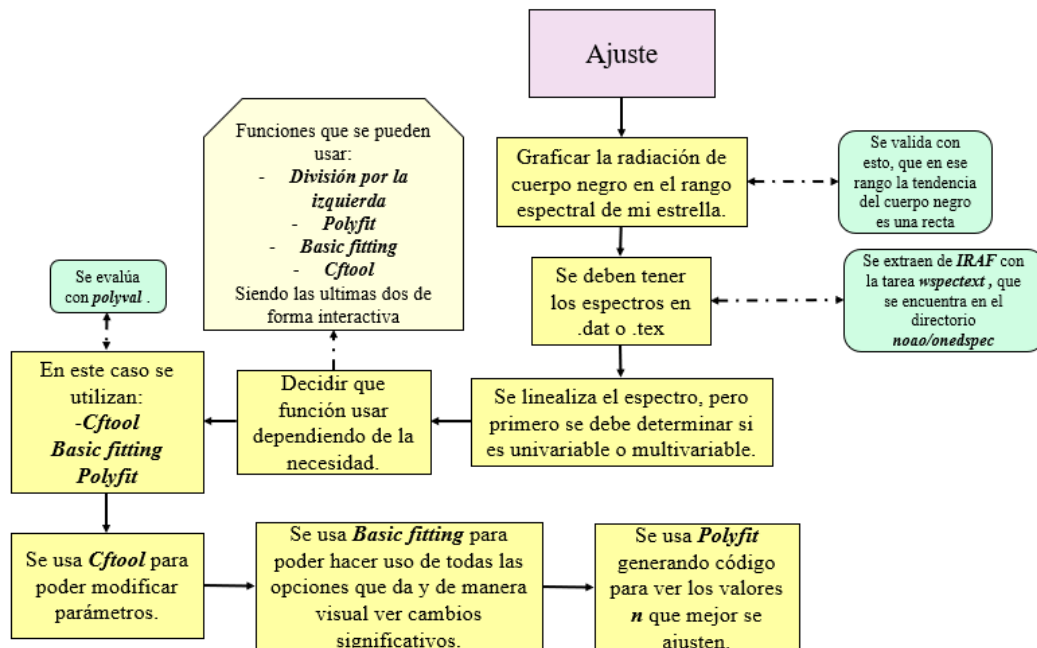 Ajuste
Graficar la radiación de
cuerpo negro en el rango
espectral de mi estrella.
Se valida con
esto, que en ese
rango la tendencia
del cuerpo negro
es una recta
Se deben tener
los espectros en
.dat o .tex
Se extraen de IRAF con
la tarea wspectext , que
se encuentra en el
directorio
noao/onedspec
Se linealiza el espectro, pero
primero se debe determinar si
es univariable o multivariable.
Decidir que
función usar
dependiendo de la
necesidad.
Funciones que se pueden
usar:
- División por la
izquierda
- Polyfit
- Basic fitting
- Cftool
Siendo las ultimas dos de
forma interactiva
En este caso se
utilizan:
-Cftool
Basic fitting
Polyfit
Se evalúa
con polyval .
Se usa Cftool para
poder modificar
parámetros.
Se usa Basic fitting para
poder hacer uso de todas las
opciones que da y de manera
visual ver cambios
significativos.
Se usa Polyfit
generando código
para ver los valores
n que mejor se
ajusten.